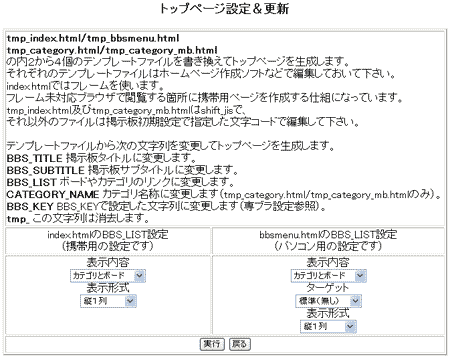 トップページ設定＆更新
tmp_index.html/tmp_bbsmenu.html
tmp_category.html/tmp_category_mb.html
の内2から４個のテンプレートファイルを書き換えてトップページを生成します。
それぞれのテンプレートファイルはホームページ作成ソフトなどで編集しておいて下さい。
index.htmlではフレームを使います。
フレーム未対応ブラウザで閲覧する箇所に携帯用ページを作成する仕組になっています。
tmp_index.html及びtmp_category_mb.htmlはshift_jisで、
それ以外のファイルは掲示板初期設定で指定した文字コードで編集して下さい。
テンプレートファイルから次の文字列を変更してトップページを生成します。
BBS_TITLE 掲示板タイトルに変更します。
BBS_SUBTITLE 掲示板サブタイトルに変更します。
BBS_LIST ボードやカテゴリのリンクに変更します。
CATEGORY_NAME カテゴリ名称に変更します（tmp_category.html/tmp_category_mb.htmlのみ）。
BBS_KEY BBS_KEYで設定した文字列に変更します（専ブラ設定参照）。
tmp_ この文字列は消去します。
index.htmlのBBS_LIST設定
（携帯用の設定です）
表示内容
カテゴリとボード
表示形式
縦1列
bbsmenu.htmlのBBS_LIST設定
（パソコン用の設定です）
表示内容
カテゴリとボード
ターゲット
標準（無し）
表示形式
縦1列
実行 戻る